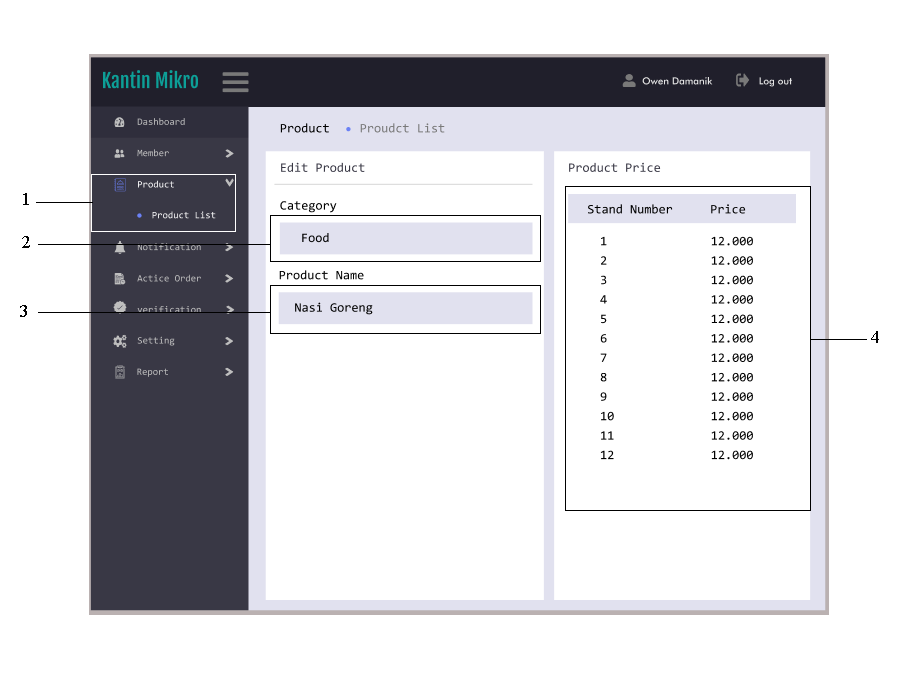 Kantin Mikro
Owen Damanik
Log out
Dashboard
Member
Product
Product List
Notification
Actice Order
verification
Setting
Report
1
2
3
4
Product • Proudct List
Edit Product
Category
Food
Product Name
Nasi Goreng
Product Price
Stand Number Price
1 12.000
2 12.000
3 12.000
4 12.000
5 12.000
6 12.000
7 12.000
8 12.000
9 12.000
10 12.000
11 12.000
12 12.000